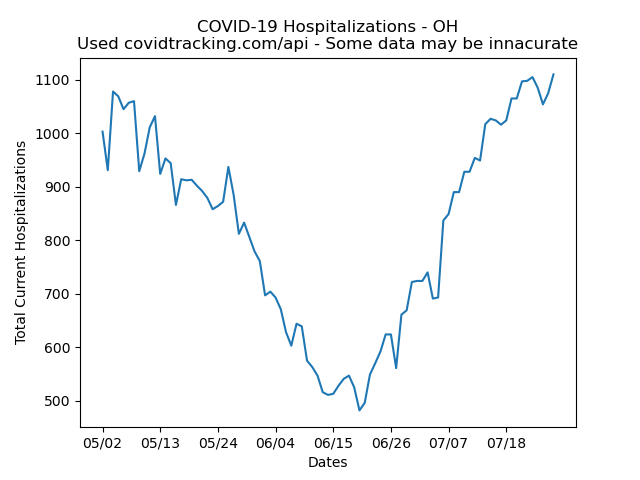 COVID-19 Hospitalizations - OH
Used covidtracking.com/api - Some data may be innacurate
Total Current Hospitalizations
1100
1000
900
800
700
600
500
05/02 05/13 05/24 06/04 06/15 06/26 07/07 07/18
Dates